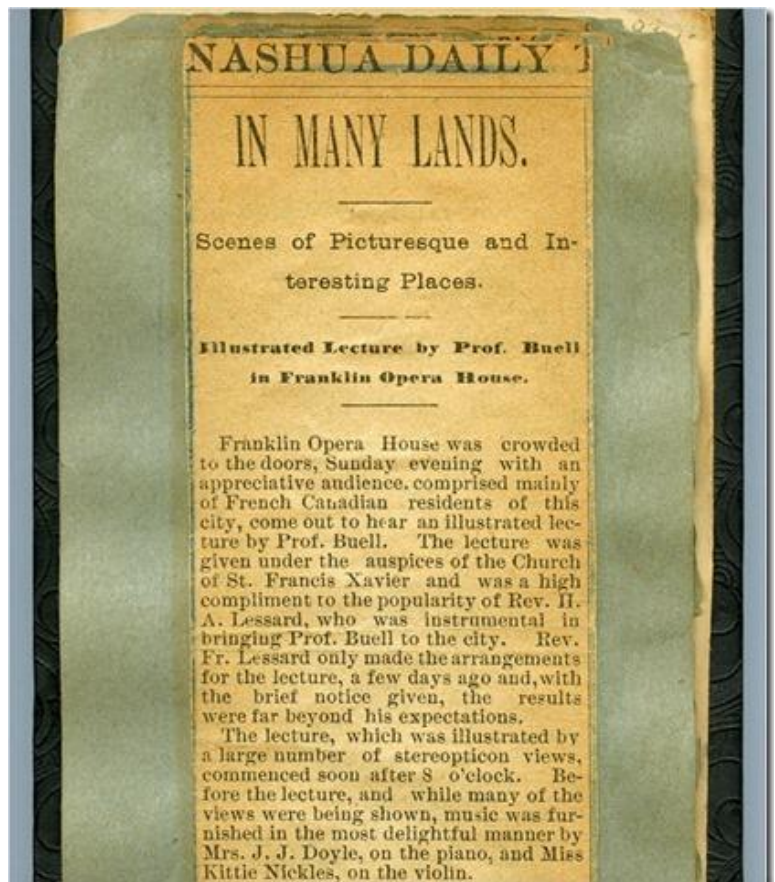 NASHUA DAILY
IN MANY LANDS.
Scenes of Picturesque and In-
teresting Places.
Illustrated Lecture by Prof. Buell
in Franklin Opera House.
Franklin Opera House was crowded
to the doors, Sunday evening with an
appreciative audience. comprised mainly
of French Canadian residents of this
city, come out to hear an illustrated lec-
ture by Prof. Buell. The lecture was
given under the auspices of the Church
of St. Francis Xavier and was a high
compliment to the popularity of Rev. H.
A. Lessard, who was instrumental in
bringing Prof. Buell to the city. Rev.
Fr. Lessard only made the arrangements
for the lecture, a few days ago and, with
the brief notice given, the results
were far beyond his expectations.
The lecture, which was illustrated by
a large number of stereopticon views,
commenced soon after 8 o'clock. Be-
fore the lecture, and while many of the
views were being shown, music was fur-
nished in the most delightful manner by
Mrs. J. J. Doyle, on the piano, and Miss
Kittie Nickles, on the violin.